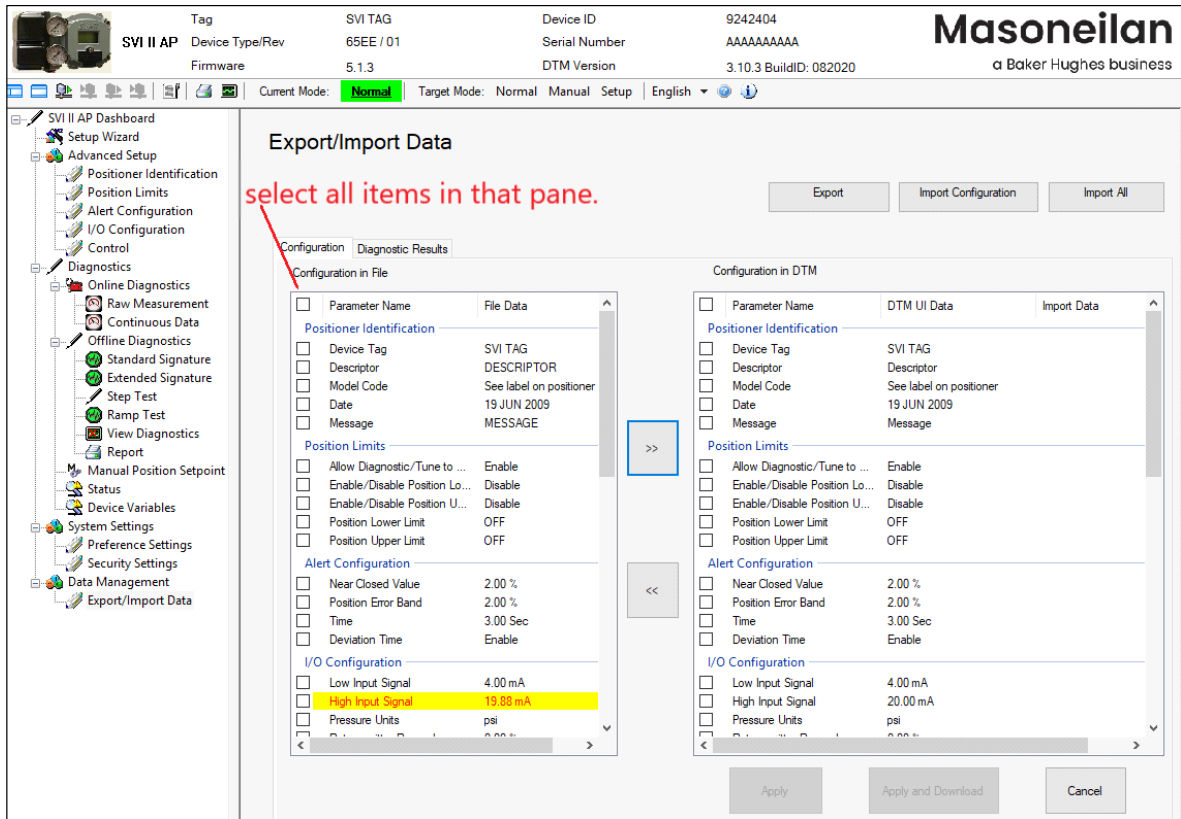 Tag SVI TAG Device ID 9242404
SVI II AP Device Type/Rev 65EE / 01 Serial Number AAAAAAAAAA
Firmware 5.1.3 DTM Version 3.10.3 BuildID: 082020
Masoneilan
a Baker Hughes business
Current Mode: Normal Target Mode: Normal Manual Setup English
SVI II AP Dashboard
Setup Wizard
Advanced Setup
Positioner Identification
Position Limits
Alert Configuration
I/O Configuration
Control
Diagnostics
Online Diagnostics
Raw Measurement
Continuous Data
Offline Diagnostics
Standard Signature
Extended Signature
Step Test
Ramp Test
View Diagnostics
Report
Manual Position Setpoint
Status
Device Variables
System Settings
Preference Settings
Security Settings
Data Management
Export/Import Data
Export/Import Data
select all items in that pane.
Export Import Configuration Import All
Configuration Diagnostic Results
Configuration in File
Parameter Name File Data
Positioner Identification
Device Tag SVI TAG
Descriptor DESCRIPTOR
Model Code See label on positioner
Date 19 JUN 2009
Message MESSAGE
Position Limits
Allow Diagnostic/Tune to ... Enable
Enable/Disable Position Lo... Disable
Enable/Disable Position U... Disable
Position Lower Limit OFF
Position Upper Limit OFF
Alert Configuration
Near Closed Value 2.00 %
Position Error Band 2.00 %
Time 3.00 Sec
Deviation Time Enable
I/O Configuration
Low Input Signal 4.00 mA
High Input Signal 19.88 mA
Pressure Units psi
>>
<<
Configuration in DTM
Parameter Name DTM UI Data Import Data
Positioner Identification
Device Tag SVI TAG
Descriptor Descriptor
Model Code See label on positioner
Date 19 JUN 2009
Message Message
Position Limits
Allow Diagnostic/Tune to ... Enable
Enable/Disable Position Lo... Disable
Enable/Disable Position U... Disable
Position Lower Limit OFF
Position Upper Limit OFF
Alert Configuration
Near Closed Value 2.00 %
Position Error Band 2.00 %
Time 3.00 Sec
Deviation Time Enable
I/O Configuration
Low Input Signal 4.00 mA
High Input Signal 20.00 mA
Pressure Units psi
Apply Apply and Download Cancel